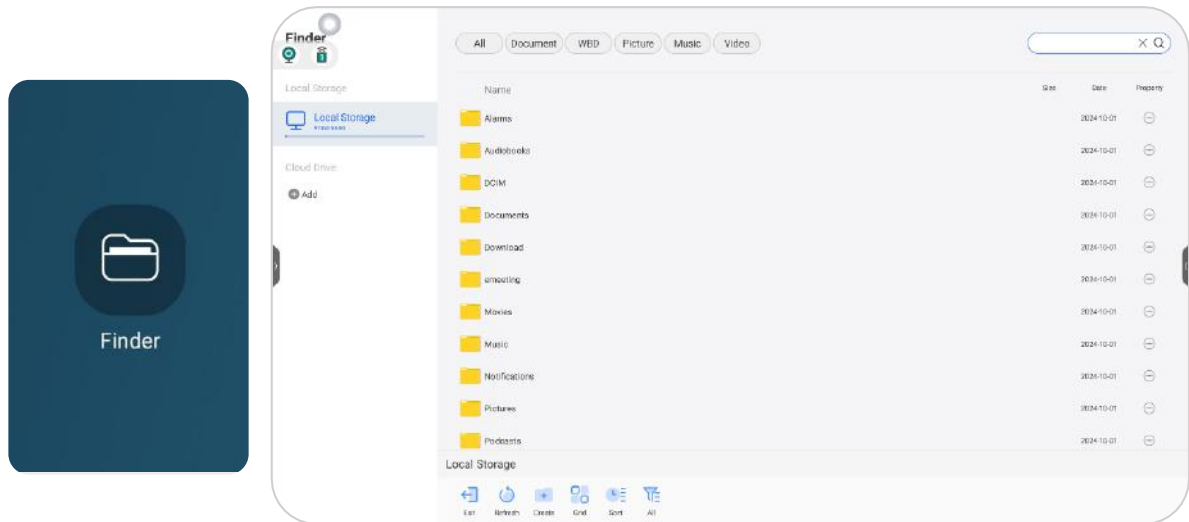 Finder
Finder
All Document WBD Picture Music Video
Local Storage
Local Storage
Cloud Drive
Add
Name Size Date Property
Alarms 2024-10-01
Audiobooks 2024-10-01
DCIM 2024-10-01
Documents 2024-10-01
Download 2024-10-01
emeeting 2024-10-01
Movies 2024-10-01
Music 2024-10-01
Notifications 2024-10-01
Pictures 2024-10-01
Podcasts 2024-10-01
Local Storage
Exit Refresh Create Grid Sort All